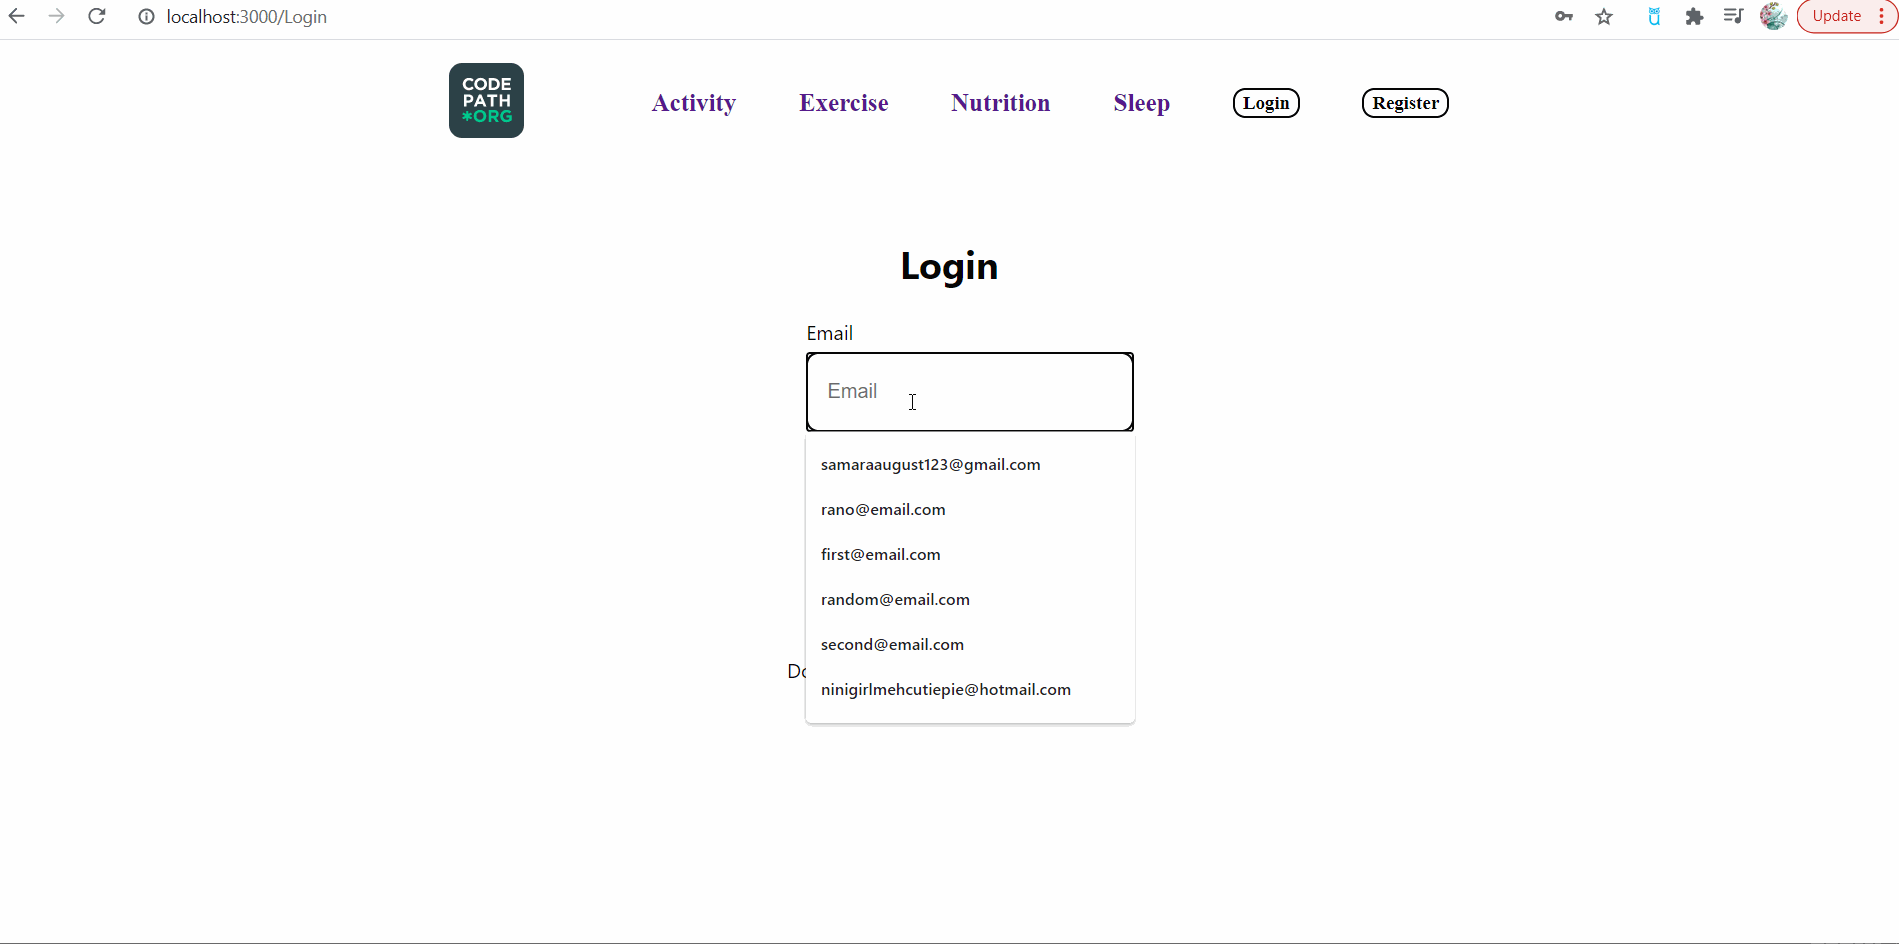 localhost:3000/Login
Update
CODE
PATH
*ORG
Activity Exercise Nutrition Sleep Login Register
Login
Email
Email
samaraaugust123@gmail.com
rano@email.com
first@email.com
random@email.com
second@email.com
Do
ninigirlmehcutiepie@hotmail.com